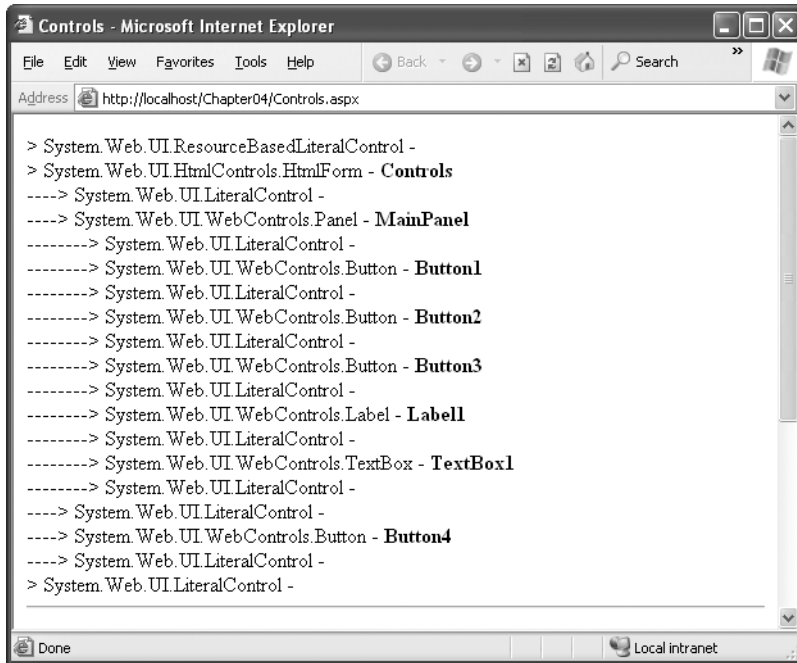 Controls - Microsoft Internet Explorer
File Edit View Favorites Tools Help Back Search »
Address http://localhost/Chapter04/Controls.aspx
> System.Web.UI.ResourceBasedLiteralControl -
> System.Web.UI.HtmlControls.HtmlForm - Controls
----> System.Web.UI.LiteralControl -
----> System.Web.UI.WebControls.Panel - MainPanel
--------> System.Web.UI.LiteralControl -
--------> System.Web.UI.WebControls.Button - Button1
--------> System.Web.UI.LiteralControl -
--------> System.Web.UI.WebControls.Button - Button2
--------> System.Web.UI.LiteralControl -
--------> System.Web.UI.WebControls.Button - Button3
--------> System.Web.UI.LiteralControl -
--------> System.Web.UI.WebControls.Label - Label1
--------> System.Web.UI.LiteralControl -
--------> System.Web.UI.WebControls.TextBox - TextBox1
--------> System.Web.UI.LiteralControl -
----> System.Web.UI.LiteralControl -
----> System.Web.UI.WebControls.Button - Button4
----> System.Web.UI.LiteralControl -
> System.Web.UI.LiteralControl -
Done Local intranet